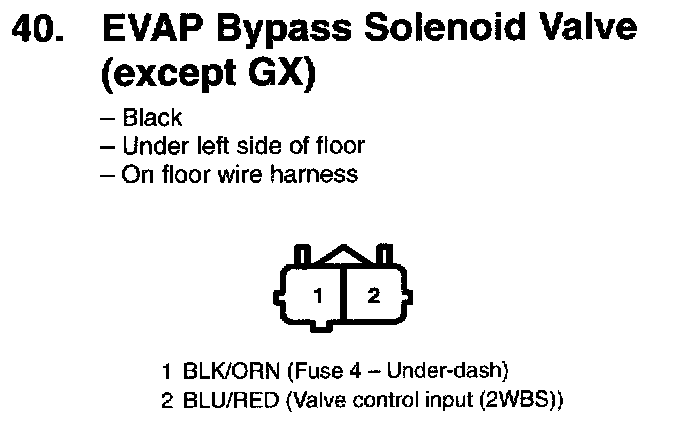 40. EVAP Bypass Solenoid Valve
(except GX)
– Black
– Under left side of floor
– On floor wire harness
1 2
1 BLK/ORN (Fuse 4 – Under-dash)
2 BLU/RED (Valve control input (2WBS))